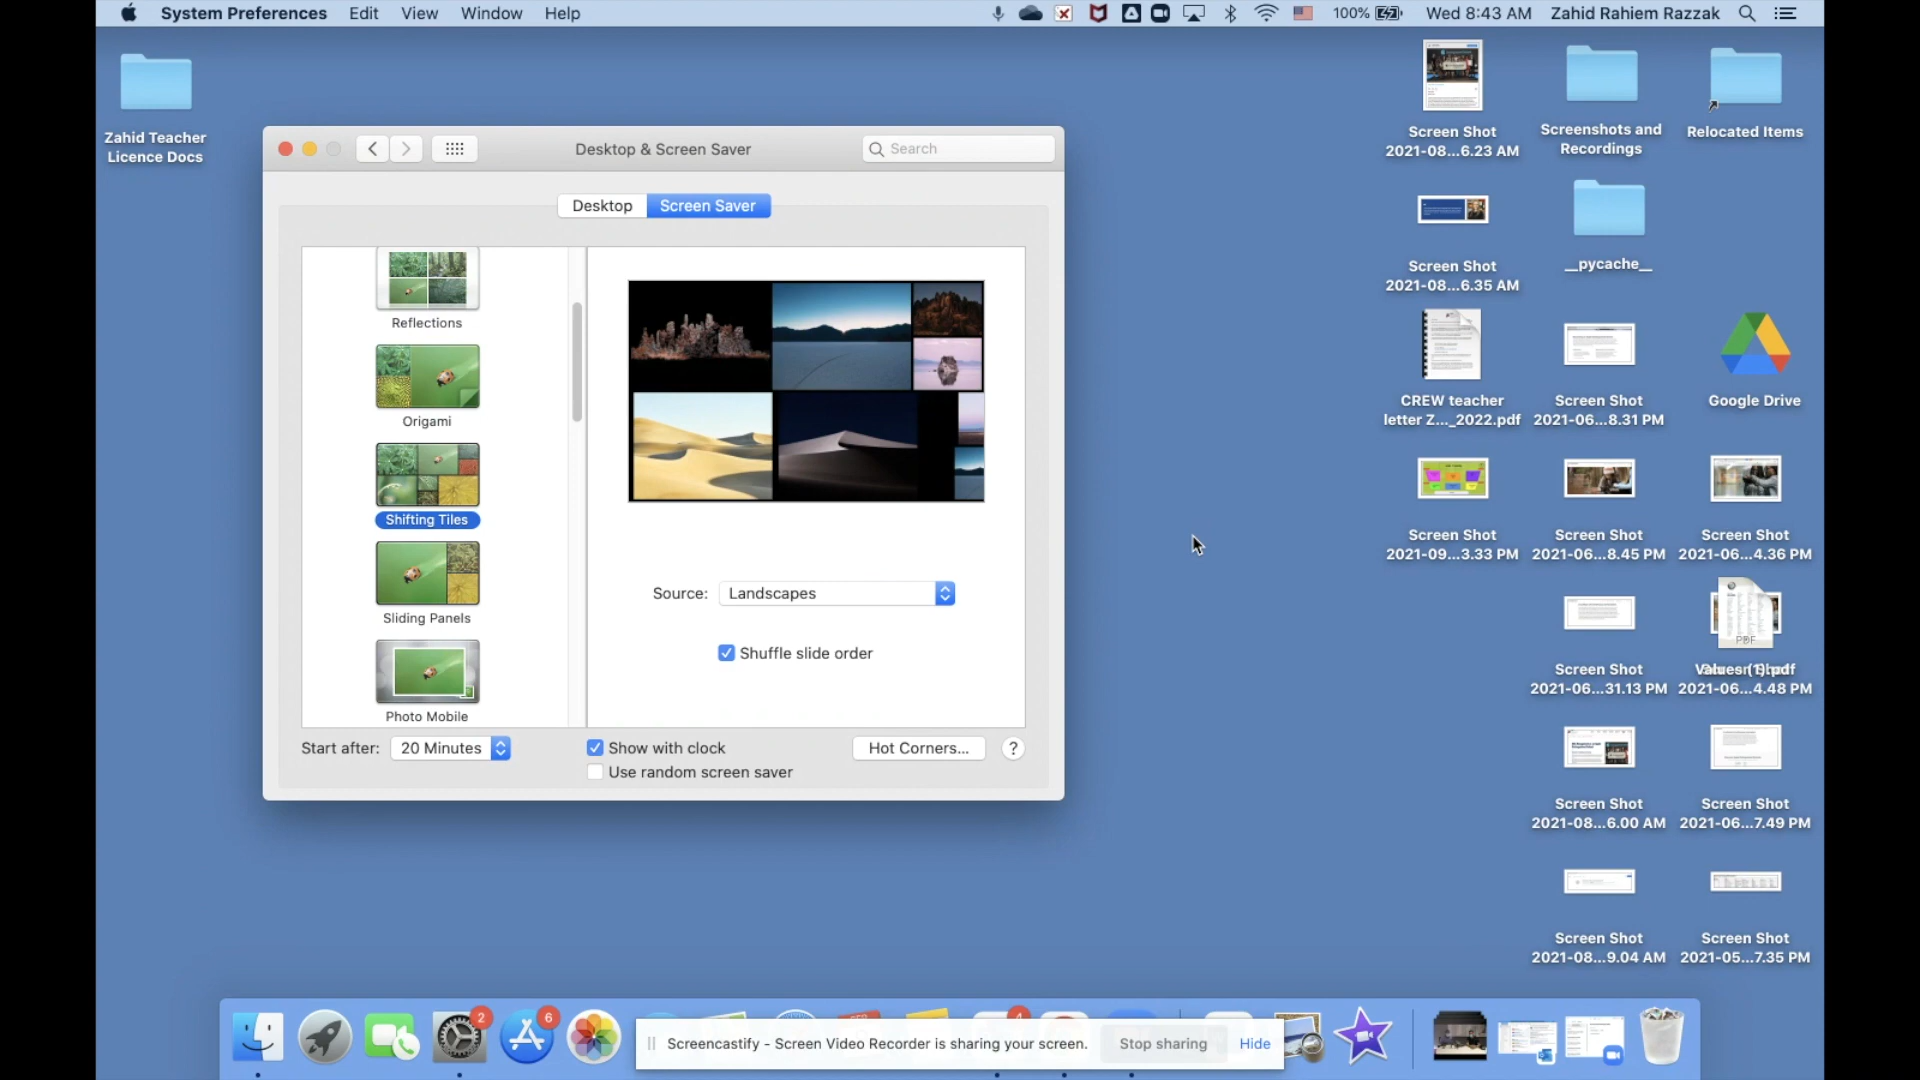 System Preferences Edit View Window Help
100% Wed 8:43 AM Zahid Rahiem Razzak
Zahid Teacher
Licence Docs
Desktop & Screen Saver
Search
Desktop Screen Saver
Reflections
Origami
Shifting Tiles
Sliding Panels
Photo Mobile
Source: Landscapes
Shuffle slide order
Start after: 20 Minutes
Show with clock
Use random screen saver
Hot Corners...
?
Screen Shot
2021-08...6.23 AM
Screenshots and
Recordings
Relocated Items
Screen Shot
2021-08...6.35 AM
__pycache__
CREW teacher
letter Z..._2022.pdf
Screen Shot
2021-06...8.31 PM
Google Drive
Screen Shot
2021-09...3.33 PM
Screen Shot
2021-06...8.45 PM
Screen Shot
2021-06...4.36 PM
Screen Shot
2021-06...31.13 PM
PDF
2021-06...4.48 PM
Screen Shot
2021-08...6.00 AM
Screen Shot
2021-06...7.49 PM
Screen Shot
2021-08...9.04 AM
Screen Shot
2021-05...7.35 PM
2
6
4
Screencastify - Screen Video Recorder is sharing your screen.
Stop sharing
Hide